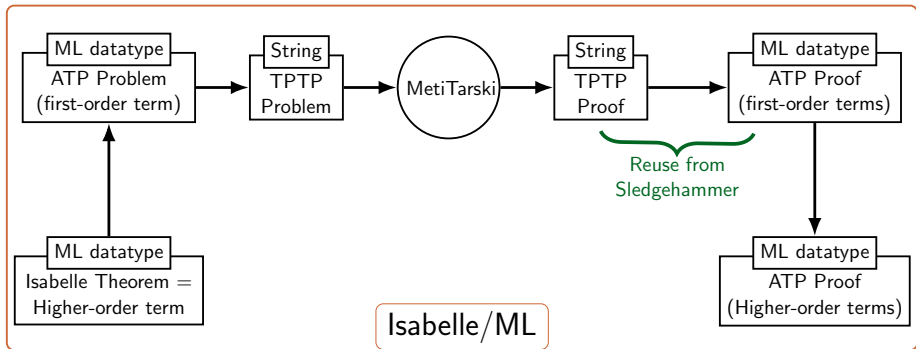 ML datatype
ATP Problem
(first-order term)
String
TPTP
Problem
MetiTarski
String
TPTP
Proof
ML datatype
ATP Proof
(first-order terms)
Reuse from
Sledgehammer
ML datatype
Isabelle Theorem =
Higher-order term
ML datatype
ATP Proof
(Higher-order terms)
Isabelle/ML